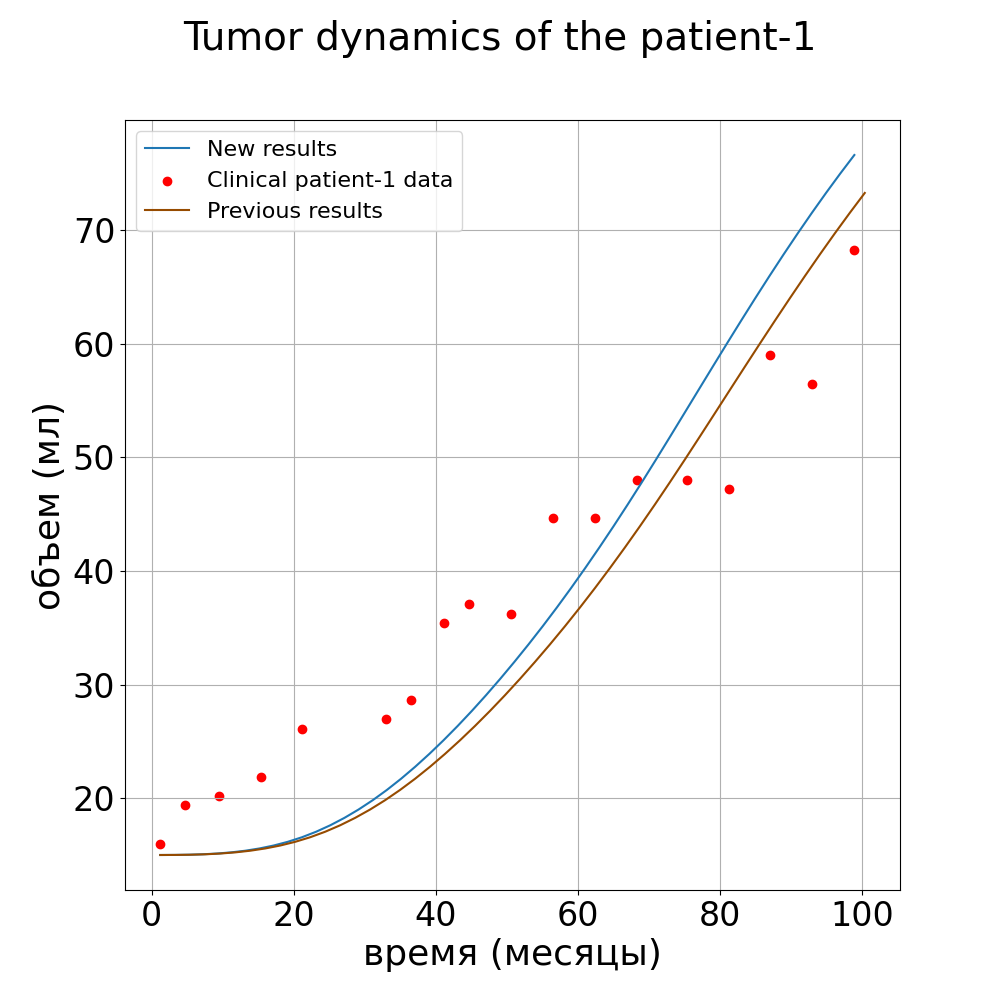 Tumor dynamics of the patient-1
New results
Clinical patient-1 data
Previous results
70
60
50
40
30
20
объем (мл)
0 20 40 60 80 100
время (месяцы)